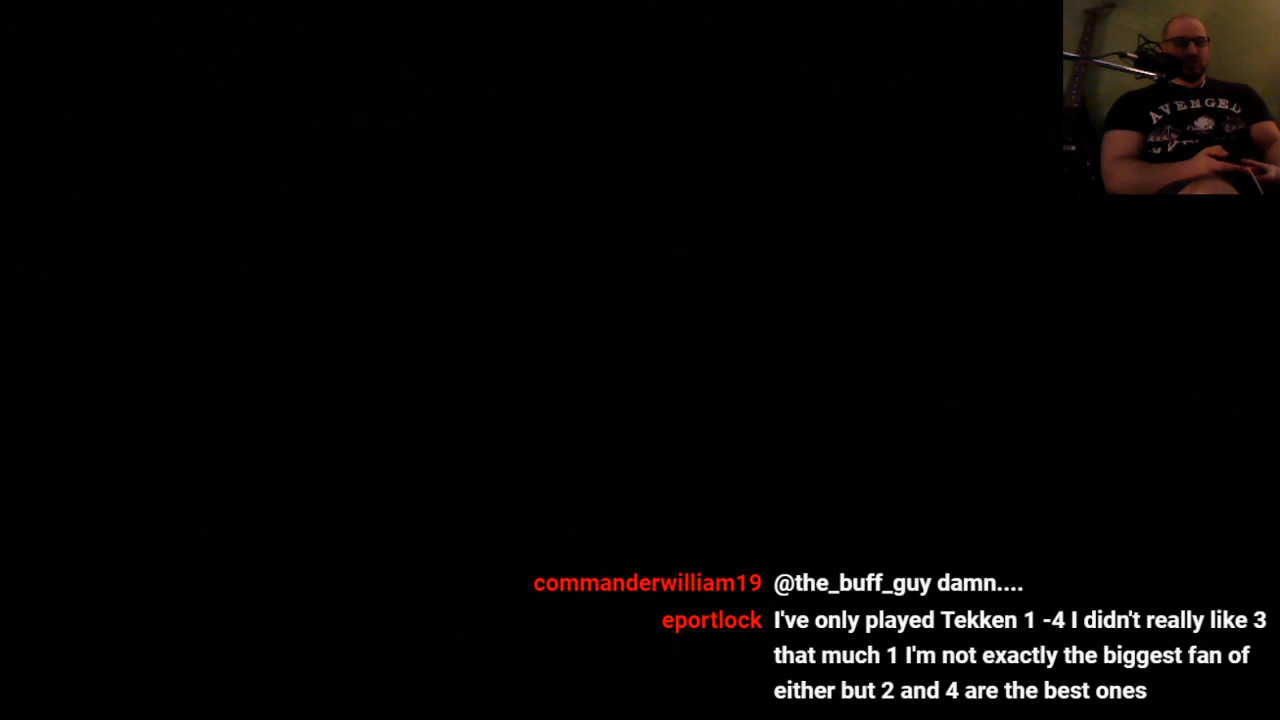 AVENGED
commanderwilliam19 @the_buff_guy damn....
eportlock I've only played Tekken 1 -4 I didn't really like 3
that much 1 I'm not exactly the biggest fan of
either but 2 and 4 are the best ones